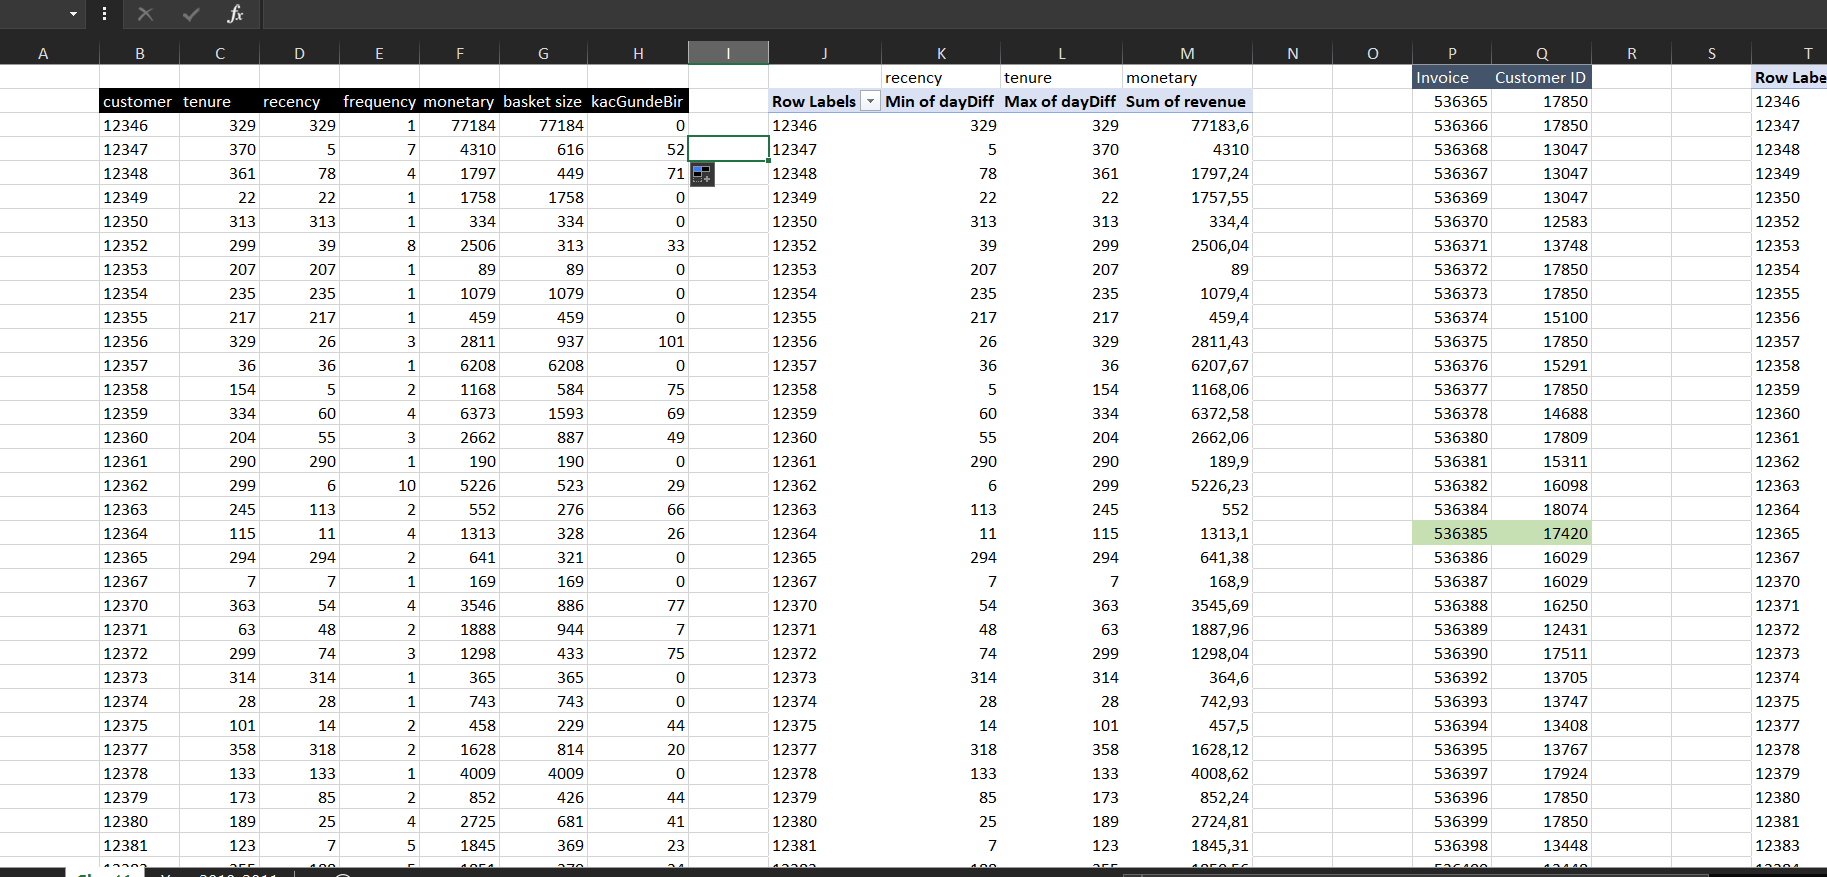 fx
A B C D E F G H I J K L M N O P Q R S T
recency tenure monetary Invoice Customer ID Row Labe
customer tenure recency frequency monetary basket size kacGundeBir Row Labels Min of dayDiff Max of dayDiff Sum of revenue 536365 17850 12346
12346 329 329 1 77184 77184 0 12346 329 329 77183,6 536366 17850 12347
12347 370 5 7 4310 616 52 12347 5 370 4310 536368 13047 12348
12348 361 78 4 1797 449 71 12348 78 361 1797,24 536367 13047 12349
12349 22 22 1 1758 1758 0 12349 22 22 1757,55 536369 13047 12350
12350 313 313 1 334 334 0 12350 313 313 334,4 536370 12583 12352
12352 299 39 8 2506 313 33 12352 39 299 2506,04 536371 13748 12353
12353 207 207 1 89 89 0 12353 207 207 89 536372 17850 12354
12354 235 235 1 1079 1079 0 12354 235 235 1079,4 536373 17850 12355
12355 217 217 1 459 459 0 12355 217 217 459,4 536374 15100 12356
12356 329 26 3 2811 937 101 12356 26 329 2811,43 536375 17850 12357
12357 36 36 1 6208 6208 0 12357 36 36 6207,67 536376 15291 12358
12358 154 5 2 1168 584 75 12358 5 154 1168,06 536377 17850 12359
12359 334 60 4 6373 1593 69 12359 60 334 6372,58 536378 14688 12360
12360 204 55 3 2662 887 49 12360 55 204 2662,06 536380 17809 12361
12361 290 290 1 190 190 0 12361 290 290 189,9 536381 15311 12362
12362 299 6 10 5226 523 29 12362 6 299 5226,23 536382 16098 12363
12363 245 113 2 552 276 66 12363 113 245 552 536384 18074 12364
12364 115 11 4 1313 328 26 12364 11 115 1313,1 536385 17420 12365
12365 294 294 2 641 321 0 12365 294 294 641,38 536386 16029 12367
12367 7 7 1 169 169 0 12367 7 7 168,9 536387 16029 12370
12370 363 54 4 3546 886 77 12370 54 363 3545,69 536388 16250 12371
12371 63 48 2 1888 944 7 12371 48 63 1887,96 536389 12431 12372
12372 299 74 3 1298 433 75 12372 74 299 1298,04 536390 17511 12373
12373 314 314 1 365 365 0 12373 314 314 364,6 536392 13705 12374
12374 28 28 1 743 743 0 12374 28 28 742,93 536393 13747 12375
12375 101 14 2 458 229 44 12375 14 101 457,5 536394 13408 12377
12377 358 318 2 1628 814 20 12377 318 358 1628,12 536395 13767 12378
12378 133 133 1 4009 4009 0 12378 133 133 4008,62 536397 17924 12379
12379 173 85 2 852 426 44 12379 85 173 852,24 536396 17850 12380
12380 189 25 4 2725 681 41 12380 25 189 2724,81 536399 17850 12381
12381 123 7 5 1845 369 23 12381 7 123 1845,31 536398 13448 12383